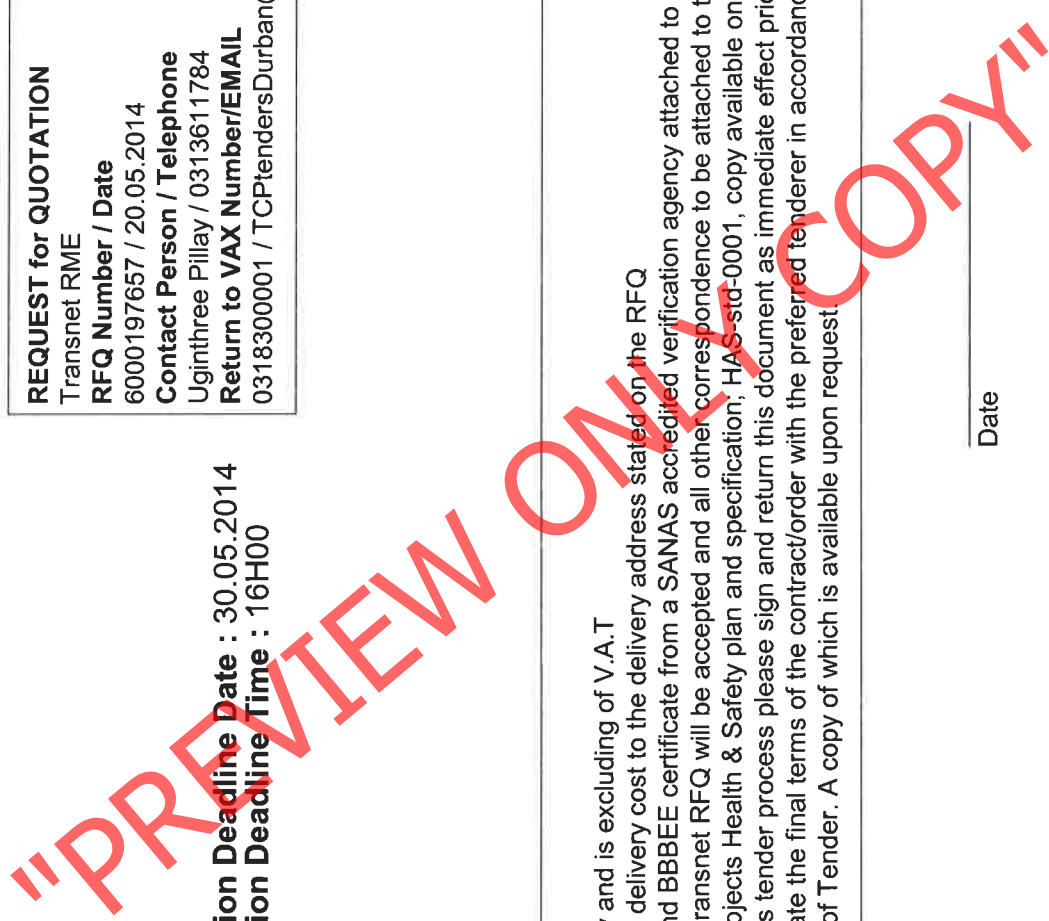 REQUEST for QUOTATION
Transnet RME
RFQ Number / Date
6000197657 / 20.05.2014
Contact Person / Telephone
Uginthree Pillay / 0313611784
Return to VAX Number/EMAIL
0318300001 / TCPtendersDurban
ion Deadline Date : 30.05.2014
ion Deadline Time : 16H00
and is excluding of V.A.T
delivery cost to the delivery address stated on the RFQ
nd BBBEE certificate from a SANAS accredited verification agency attached to
ransnet RFQ will be accepted and all other correspondence to be attached to t
ojects Health & Safety plan and specification; HAS-std-0001, copy available on
s tender process please sign and return this document as immediate effect pri
ate the final terms of the contract/order with the preferred tenderer in accordanc
of Tender. A copy of which is available upon request.
Date
"PREVIEW ONLY COPY"